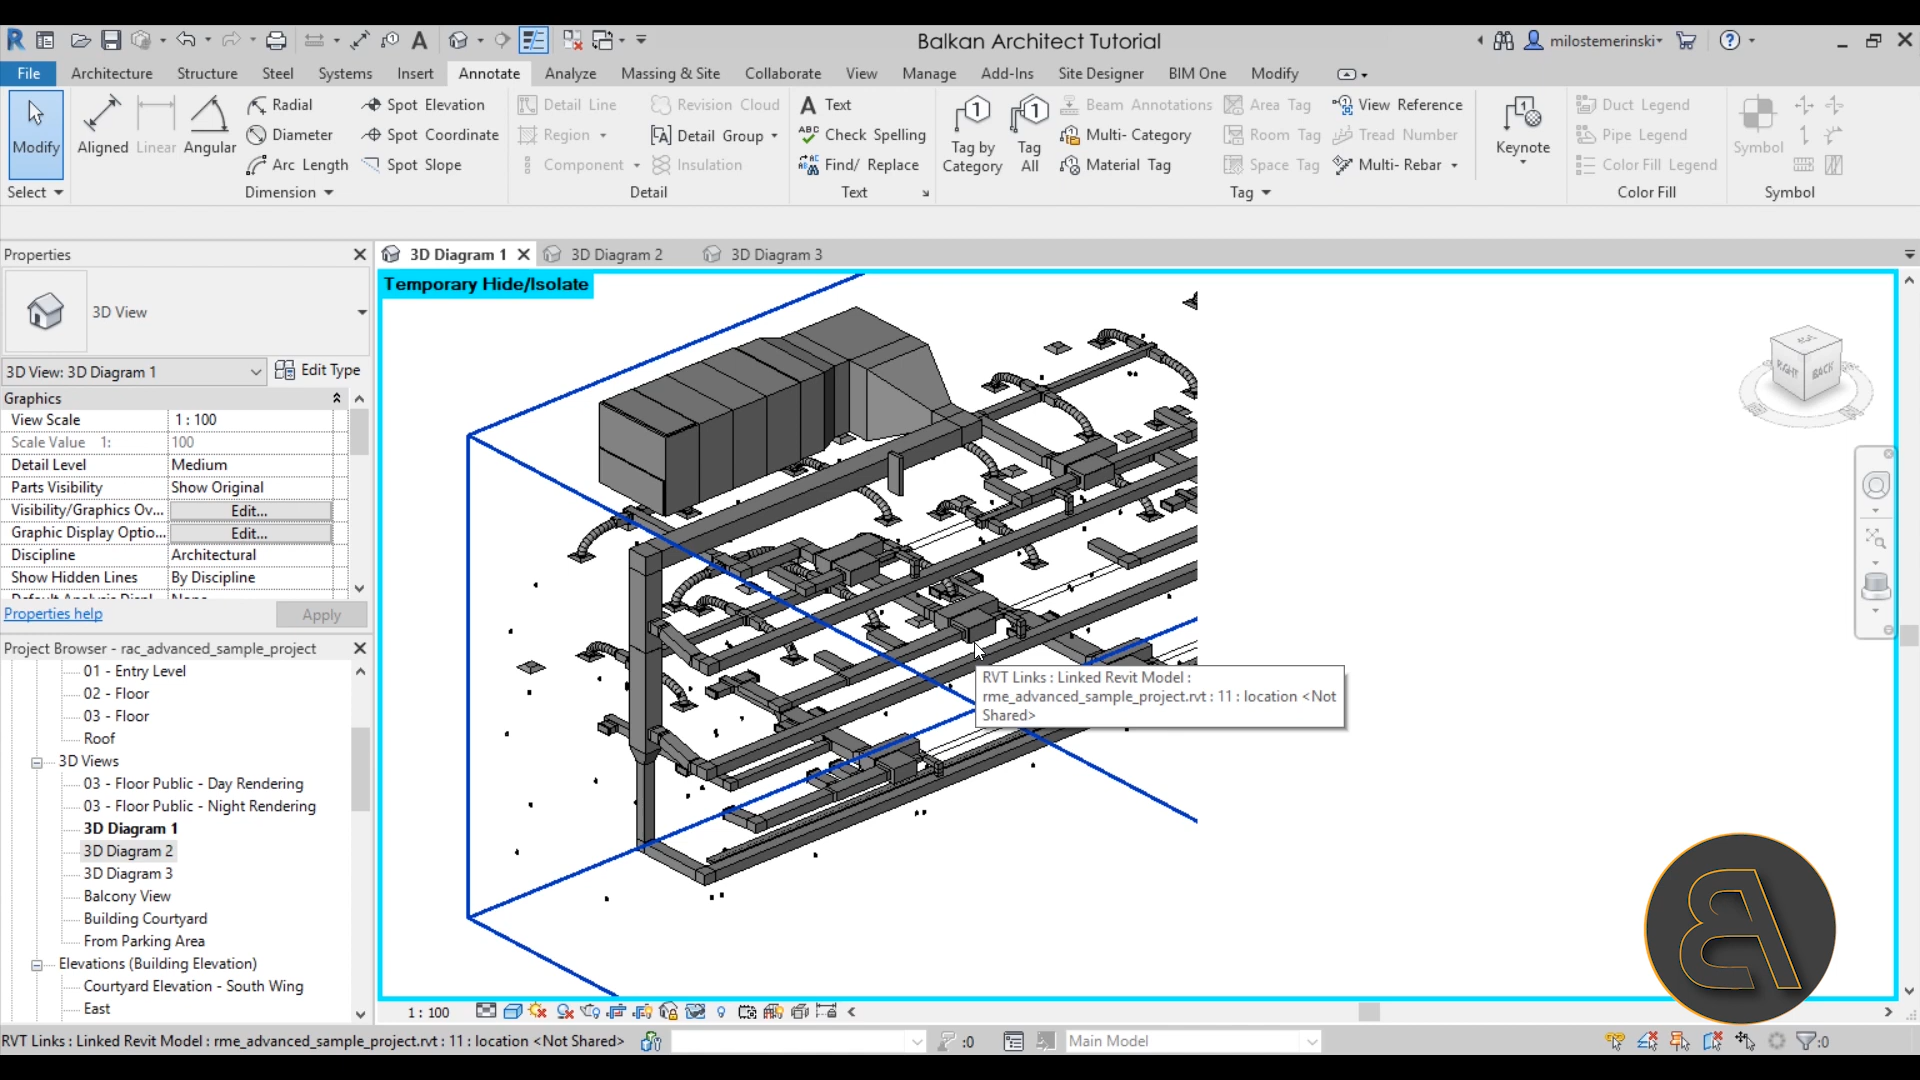 Balkan Architect Tutorial
milostemerinski
File Architecture Structure Steel Systems Insert Annotate Analyze Massing & Site Collaborate View Manage Add-Ins Site Designer BIM One Modify
Modify
Select
Aligned Linear Angular
Radial
Diameter
Arc Length
Spot Elevation
Spot Coordinate
Spot Slope
Dimension
Detail Line
Region
Component
Revision Cloud
Detail Group
Insulation
Detail
Text
Check Spelling
Find/ Replace
Text
Tag by Category
Tag All
Beam Annotations
Multi- Category
Material Tag
Area Tag
Room Tag
Space Tag
View Reference
Tread Number
Multi- Rebar
Tag
Keynote
Duct Legend
Pipe Legend
Color Fill Legend
Color Fill
Symbol
Symbol
Properties
3D View
3D View: 3D Diagram 1
Edit Type
Graphics
View Scale 1 : 100
Scale Value 1: 100
Detail Level Medium
Parts Visibility Show Original
Visibility/Graphics Ov... Edit...
Graphic Display Optio... Edit...
Discipline Architectural
Show Hidden Lines By Discipline
Properties help
Apply
Project Browser - rac_advanced_sample_project
01 - Entry Level
02 - Floor
03 - Floor
Roof
3D Views
03 - Floor Public - Day Rendering
03 - Floor Public - Night Rendering
3D Diagram 1
3D Diagram 2
3D Diagram 3
Balcony View
Building Courtyard
From Parking Area
Elevations (Building Elevation)
Courtyard Elevation - South Wing
East
3D Diagram 1
3D Diagram 2
3D Diagram 3
Temporary Hide/Isolate
RIGHT
BACK
RVT Links : Linked Revit Model :
rme_advanced_sample_project.rvt : 11 : location <Not
Shared>
1 : 100
RVT Links : Linked Revit Model : rme_advanced_sample_project.rvt : 11 : location <Not Shared>
:0
Main Model
:0